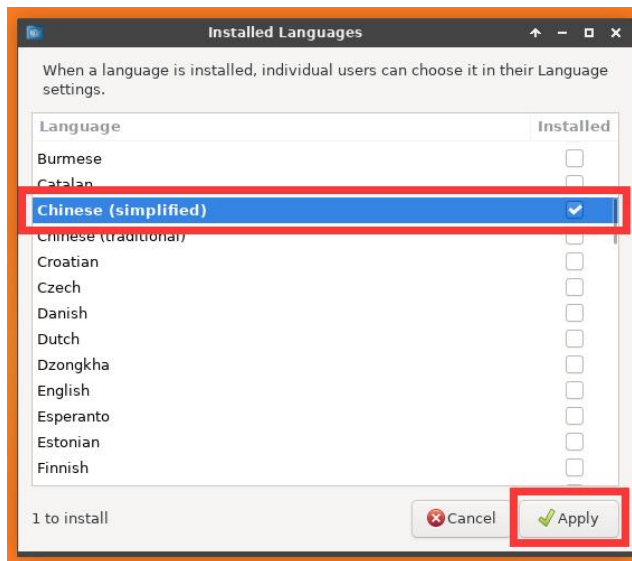 Installed Languages
When a language is installed, individual users can choose it in their Language
settings.
Language Installed
Burmese
Catalan
Chinese (simplified)
Chinese (traditional)
Croatian
Czech
Danish
Dutch
Dzongkha
English
Esperanto
Estonian
Finnish
1 to install Cancel Apply